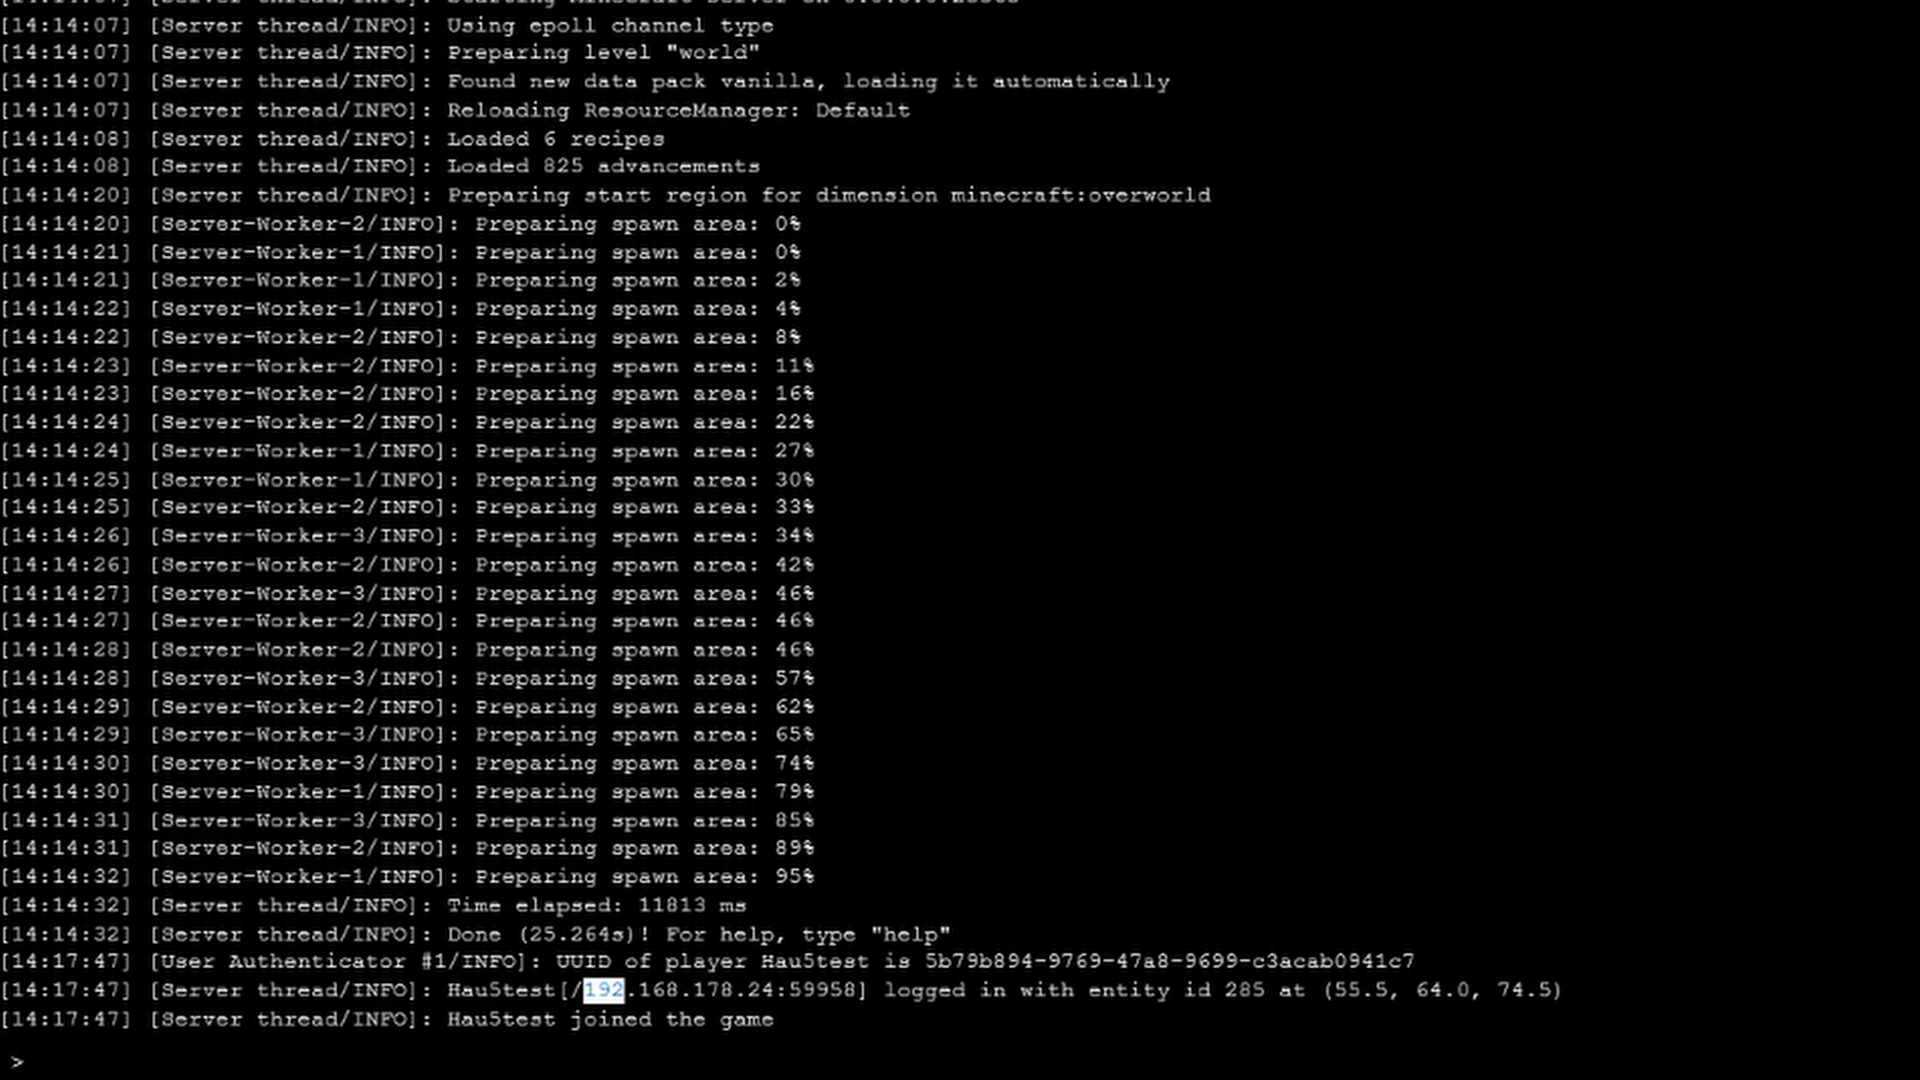 [14:14:07] [Server thread/INFO]: Using epoll channel type
[14:14:07] [Server thread/INFO]: Preparing level "world"
[14:14:07] [Server thread/INFO]: Found new data pack vanilla, loading it automatically
[14:14:07] [Server thread/INFO]: Reloading ResourceManager: Default
[14:14:08] [Server thread/INFO]: Loaded 6 recipes
[14:14:08] [Server thread/INFO]: Loaded 825 advancements
[14:14:20] [Server thread/INFO]: Preparing start region for dimension minecraft:overworld
[14:14:20] [Server-Worker-2/INFO]: Preparing spawn area: 0%
[14:14:21] [Server-Worker-1/INFO]: Preparing spawn area: 0%
[14:14:21] [Server-Worker-1/INFO]: Preparing spawn area: 2%
[14:14:22] [Server-Worker-1/INFO]: Preparing spawn area: 4%
[14:14:22] [Server-Worker-2/INFO]: Preparing spawn area: 8%
[14:14:23] [Server-Worker-2/INFO]: Preparing spawn area: 11%
[14:14:23] [Server-Worker-2/INFO]: Preparing spawn area: 16%
[14:14:24] [Server-Worker-2/INFO]: Preparing spawn area: 22%
[14:14:24] [Server-Worker-1/INFO]: Preparing spawn area: 27%
[14:14:25] [Server-Worker-1/INFO]: Preparing spawn area: 30%
[14:14:25] [Server-Worker-2/INFO]: Preparing spawn area: 33%
[14:14:26] [Server-Worker-3/INFO]: Preparing spawn area: 34%
[14:14:26] [Server-Worker-2/INFO]: Preparing spawn area: 42%
[14:14:27] [Server-Worker-3/INFO]: Preparing spawn area: 46%
[14:14:27] [Server-Worker-2/INFO]: Preparing spawn area: 46%
[14:14:28] [Server-Worker-2/INFO]: Preparing spawn area: 46%
[14:14:28] [Server-Worker-3/INFO]: Preparing spawn area: 57%
[14:14:29] [Server-Worker-2/INFO]: Preparing spawn area: 62%
[14:14:29] [Server-Worker-3/INFO]: Preparing spawn area: 65%
[14:14:30] [Server-Worker-3/INFO]: Preparing spawn area: 74%
[14:14:30] [Server-Worker-1/INFO]: Preparing spawn area: 79%
[14:14:31] [Server-Worker-3/INFO]: Preparing spawn area: 85%
[14:14:31] [Server-Worker-2/INFO]: Preparing spawn area: 89%
[14:14:32] [Server-Worker-1/INFO]: Preparing spawn area: 95%
[14:14:32] [Server thread/INFO]: Time elapsed: 11813 ms
[14:14:32] [Server thread/INFO]: Done (25.264s)! For help, type "help"
[14:17:47] [User Authenticator #1/INFO]: UUID of player Hau5test is 5b79b894-9769-47a8-9699-c3acab0941c7
[14:17:47] [Server thread/INFO]: Hau5test[/192.168.178.24:59958] logged in with entity id 285 at (55.5, 64.0, 74.5)
[14:17:47] [Server thread/INFO]: Hau5test joined the game
>